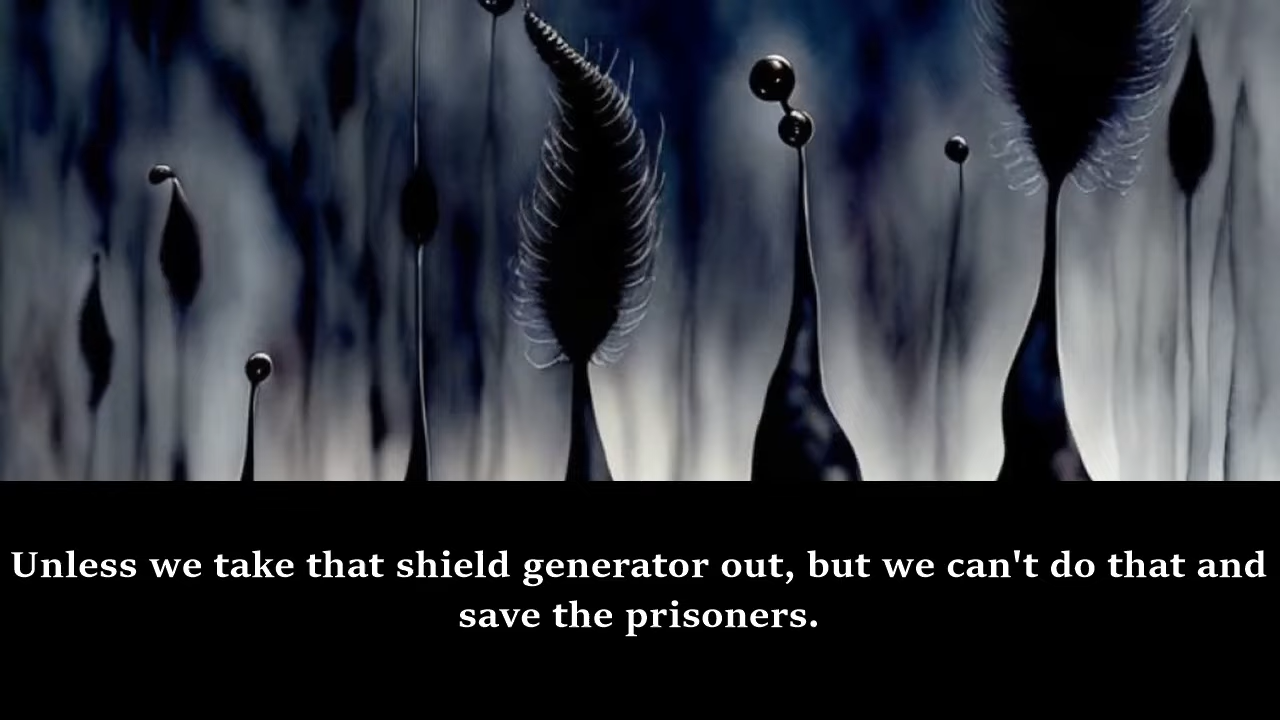 Unless we take that shield generator out, but we can't do that and
save the prisoners.